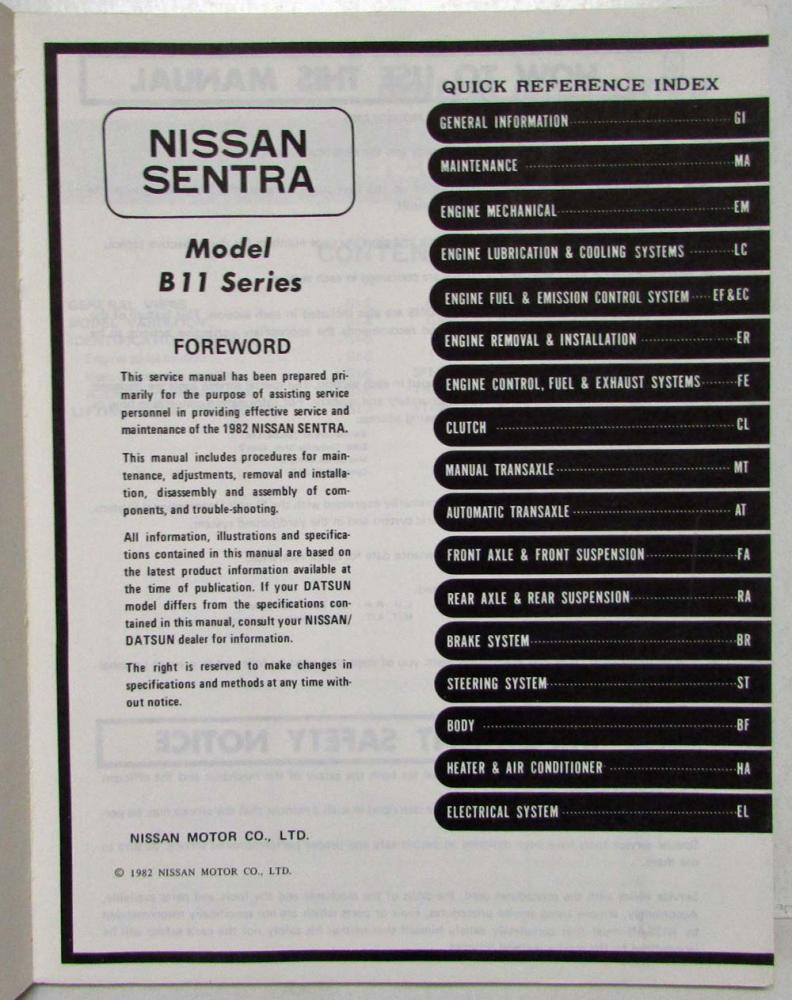 NISSAN
SENTRA
Model
B11 Series
FOREWORD
This service manual has been prepared pri-
marily for the purpose of assisting service
personnel in providing effective service and
maintenance of the 1982 NISSAN SENTRA.
This manual includes procedures for main-
tenance, adjustments, removal and installa-
tion, disassembly and assembly of com-
ponents, and trouble-shooting.
All information, illustrations and specifica-
tions contained in this manual are based on
the latest product information available at
the time of publication. If your DATSUN
model differs from the specifications con-
tained in this manual, consult your NISSAN/
DATSUN dealer for information.
The right is reserved to make changes in
specifications and methods at any time with-
out notice.
NISSAN MOTOR CO., LTD.
© 1982 NISSAN MOTOR CO., LTD.
QUICK REFERENCE INDEX
GENERAL INFORMATION GI
MAINTENANCE MA
ENGINE MECHANICAL EM
ENGINE LUBRICATION & COOLING SYSTEMS LC
ENGINE FUEL & EMISSION CONTROL SYSTEM EF&EC
ENGINE REMOVAL & INSTALLATION ER
ENGINE CONTROL, FUEL & EXHAUST SYSTEMS FE
CLUTCH CL
MANUAL TRANSAXLE MT
AUTOMATIC TRANSAXLE AT
FRONT AXLE & FRONT SUSPENSION FA
REAR AXLE & REAR SUSPENSION RA
BRAKE SYSTEM BR
STEERING SYSTEM ST
BODY BF
HEATER & AIR CONDITIONER HA
ELECTRICAL SYSTEM EL